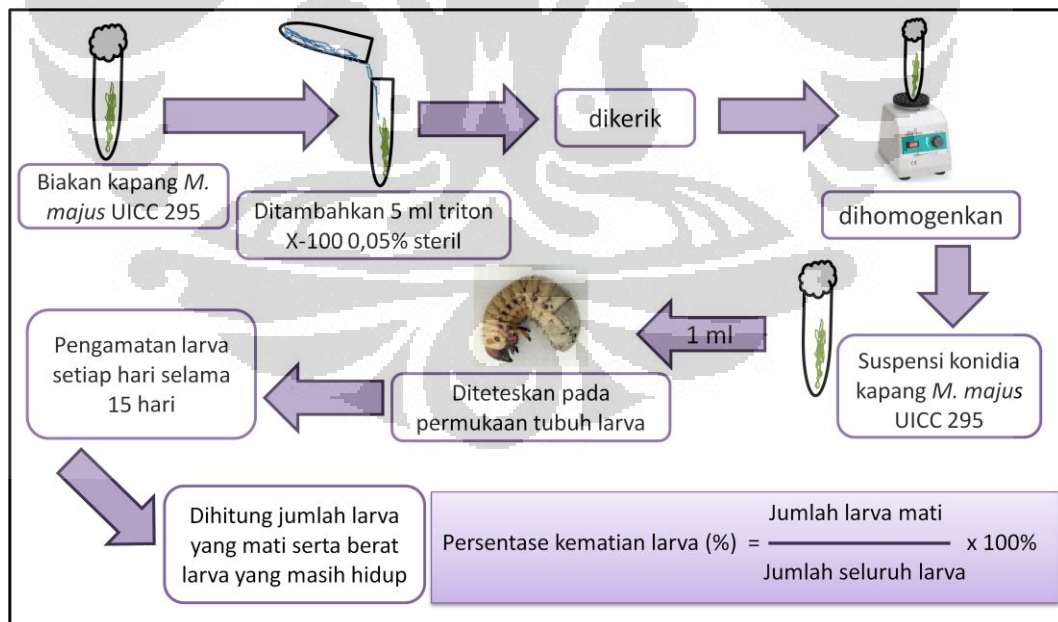 Biakan kapang M.
majus UICC 295
Ditambahkan 5 ml triton
X-100 0,05% steril
dikerik
dihomogenkan
Suspensi konidia
kapang M. majus
UICC 295
1 ml
Diteteskan pada
permukaan tubuh larva
Pengamatan larva
setiap hari selama
15 hari
Dihitung jumlah larva
yang mati serta berat
larva yang masih hidup
Jumlah larva mati
Persentase kematian larva (%) = x 100%
Jumlah seluruh larva